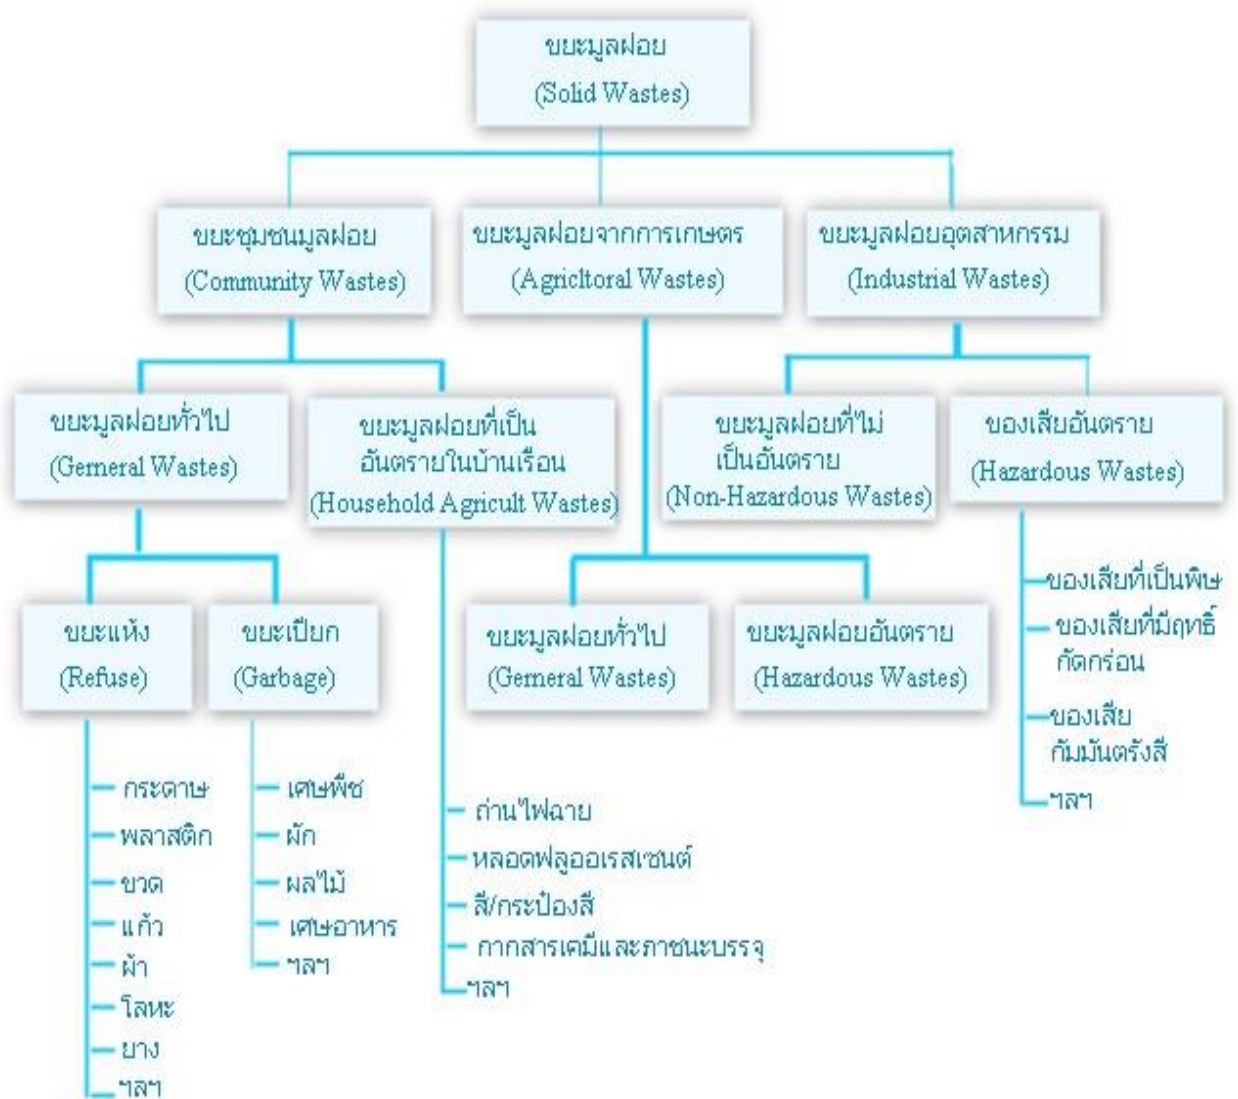 ขยะมูลฝอย
(Solid Wastes)
ขยะชุมชนมูลฝอย
(Community Wastes)
ขยะมูลฝอยจากการเกษตร
(Agricltoral Wastes)
ขยะมูลฝอยอุตสาหกรรม
(Industrial Wastes)
ขยะมูลฝอยทั่วไป
(Gemeral Wastes)
ขยะมูลฝอยที่เป็น
อันตรายในบ้านเรือน
(Household Agricult Wastes)
ขยะมูลฝอยที่ไม่
เป็นอันตราย
(Non-Hazardous Wastes)
ของเสียอันตราย
(Hazardous Wastes)
ขยะแห้ง
(Refuse)
ขยะเปียก
(Garbage)
ขยะมูลฝอยทั่วไป
(Gemeral Wastes)
ขยะมูลฝอยอันตราย
(Hazardous Wastes)
ของเสียที่เป็นพิษ
ของเสียที่มีฤทธิ์
กัดกร่อน
ของเสีย
กัมมันตรังสี
ฯลฯ
กระดาษ
พลาสติก
ขวด
แก้ว
ผ้า
โลหะ
ยาง
ฯลฯ
เศษพืช
ผัก
ผลไม้
เศษอาหาร
ฯลฯ
ถ่านไฟฉาย
หลอดฟลูออเรสเซนต์
สี/กระป๋องสี
กากสารเคมีและภาชนะบรรจุ
ฯลฯ